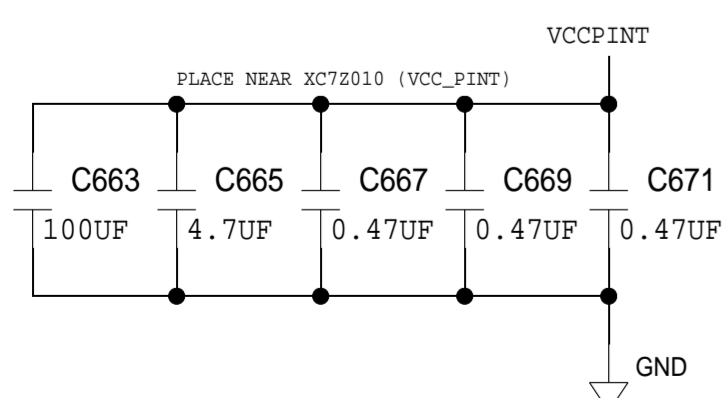 VCCPINT
PLACE NEAR XC7Z010 (VCC_PINT)
C663 C665 C667 C669 C671
100UF 4.7UF 0.47UF 0.47UF 0.47UF
GND